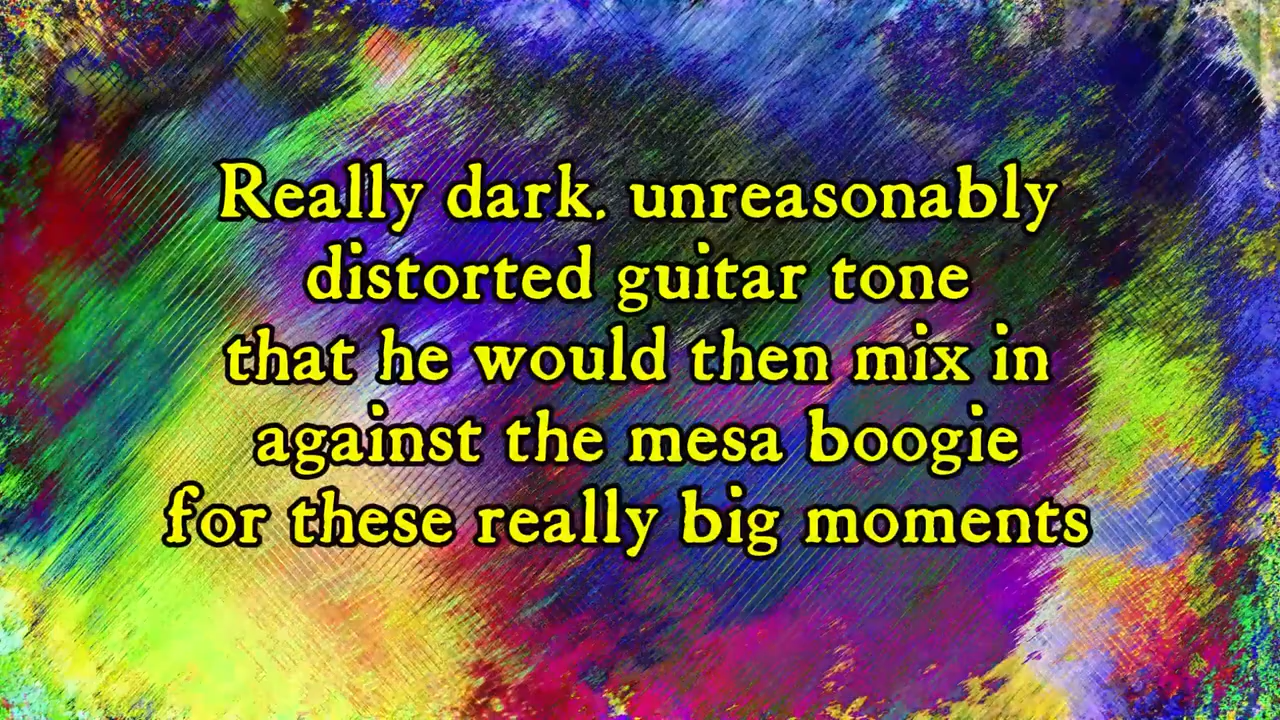 Really dark, unreasonably
distorted guitar tone
that he would then mix in
against the mesa boogie
for these really big moments